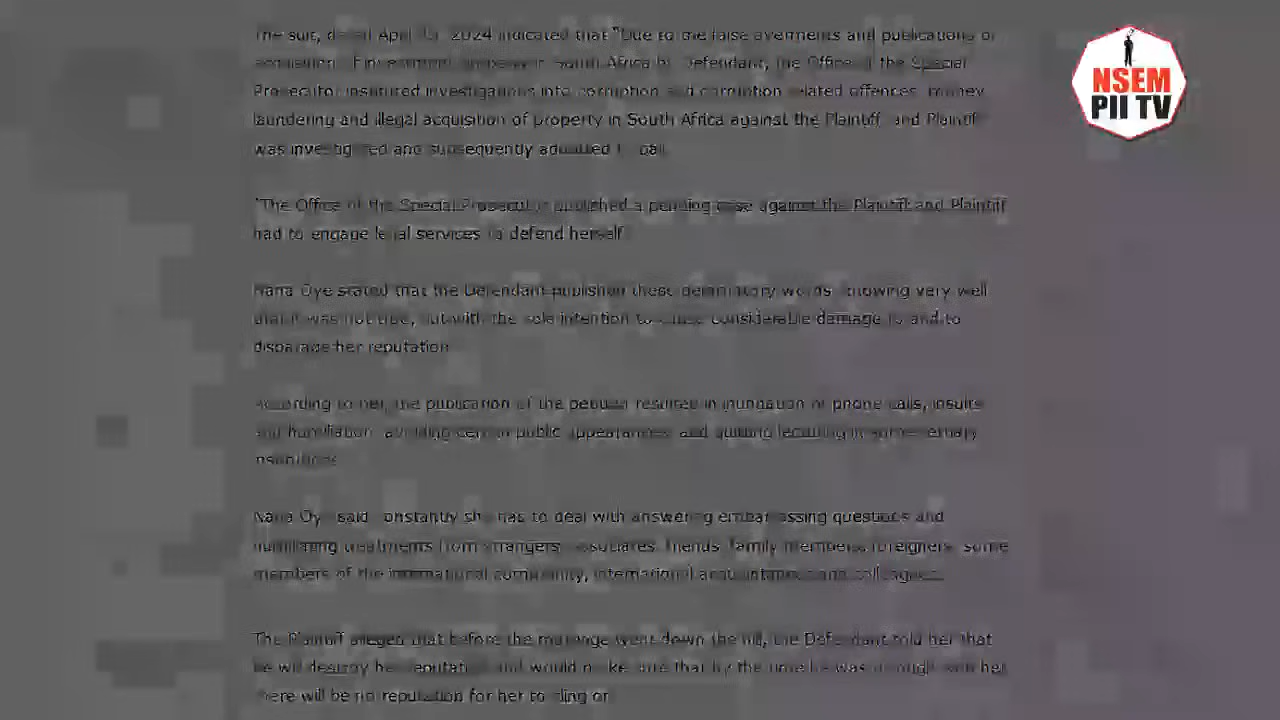 The suit, dated April 2024 indicated that "Due to the false averments and publications of
acquisition of investment property in South Africa by Defendant, the Office of the Special
Prosecutor instituted investigations into corruption and corruption related offences, money
laundering and illegal acquisition of property in South Africa against the Plaintiff and Plaintiff
was investigated and subsequently admitted to bail.
"The Office of the Special Prosecutor published a pending case against the Plaintiff and Plaintiff
had to engage legal services to defend herself."
Nana Oye stated that the Defendant published these defamatory words knowing very well
that it was not true, but with the sole intention to cause considerable damage to and to
disparage her reputation.
According to her, the publication of the petition resulted in inundation of phone calls, insults
and humiliation, avoiding certain public appearances, and quitting lecturing in some tertiary
institutions.
Nana Oye said constantly she has to deal with answering embarrassing questions and
humiliating treatments from strangers, associates, friends, family members, foreigners, some
members of the international community, international acquaintances and colleagues.
The Plaintiff alleged that before the marriage went down the hill, the Defendant told her that
he will destroy her reputation and would make sure that by the time he was through with her
there will be no reputation for her to cling on
NSEM
PII TV